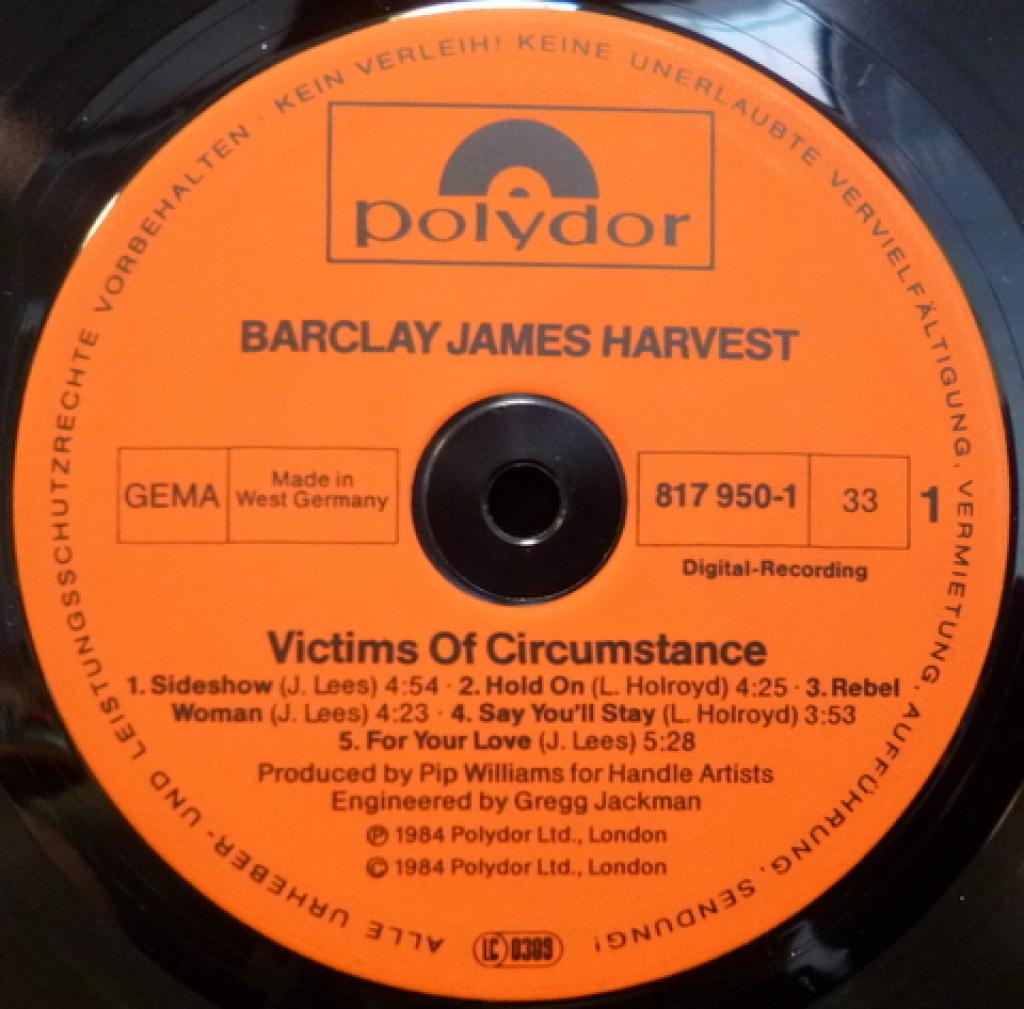 ALLE URHEBER- UND LEISTUNGSSCHUTZRECHTE VORBEHALTEN · KEIN VERLEIH! KEINE UNERLAUBTE VERVIELFÄLTIGUNG, VERMIETUNG, AUFFÜHRUNG, SENDUNG!
polydor
BARCLAY JAMES HARVEST
GEMA
Made in
West Germany
817 950-1
33
1
Digital-Recording
Victims Of Circumstance
1. Sideshow (J. Lees) 4:54 · 2. Hold On (L. Holroyd) 4:25 · 3. Rebel
Woman (J. Lees) 4:23 · 4. Say You'll Stay (L. Holroyd) 3:53
5. For Your Love (J. Lees) 5:28
Produced by Pip Williams for Handle Artists
Engineered by Gregg Jackman
℗ 1984 Polydor Ltd., London
© 1984 Polydor Ltd., London
LC 0309